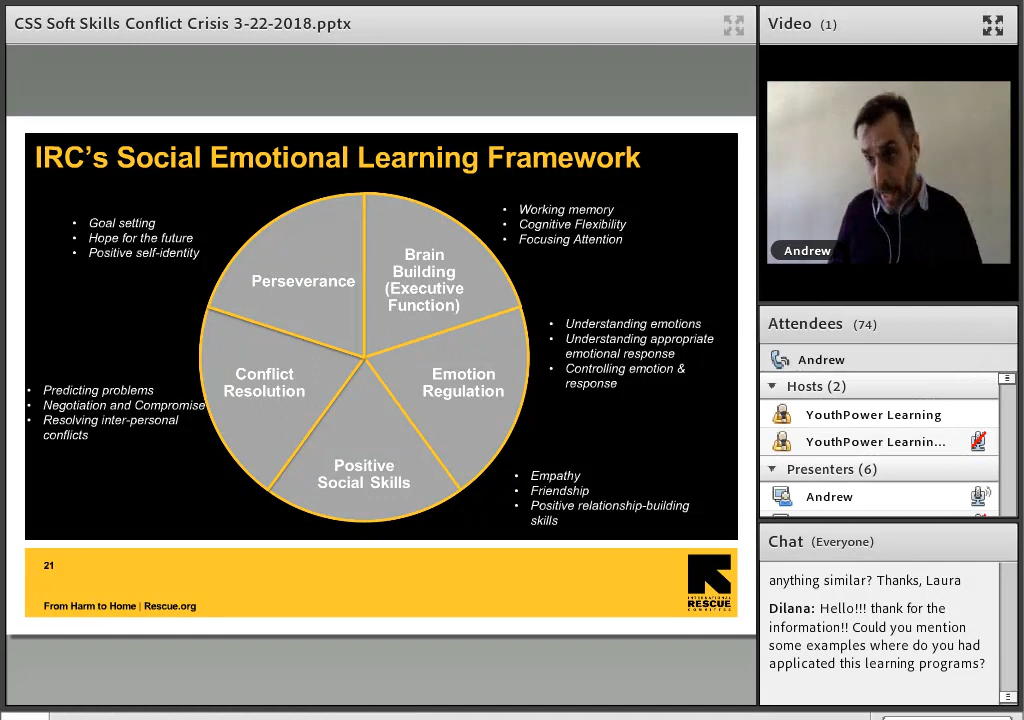 CSS Soft Skills Conflict Crisis 3-22-2018.pptx
IRC's Social Emotional Learning Framework
• Goal setting
• Hope for the future
• Positive self-identity
• Working memory
• Cognitive Flexibility
• Focusing Attention
Perseverance
Brain
Building
(Executive
Function)
• Understanding emotions
• Understanding appropriate
emotional response
• Controlling emotion &
response
Conflict
Resolution
Emotion
Regulation
• Predicting problems
• Negotiation and Compromise
• Resolving inter-personal
conflicts
Positive
Social Skills
• Empathy
• Friendship
• Positive relationship-building
skills
21
From Harm to Home | Rescue.org
INTERNATIONAL
RESCUE
COMMITTEE
Video (1)
Andrew
Attendees (74)
Andrew
Hosts (2)
YouthPower Learning
YouthPower Learnin...
Presenters (6)
Andrew
Chat (Everyone)
anything similar? Thanks, Laura
Dilana: Hello!!! thank for the
information!! Could you mention
some examples where do you had
applicated this learning programs?